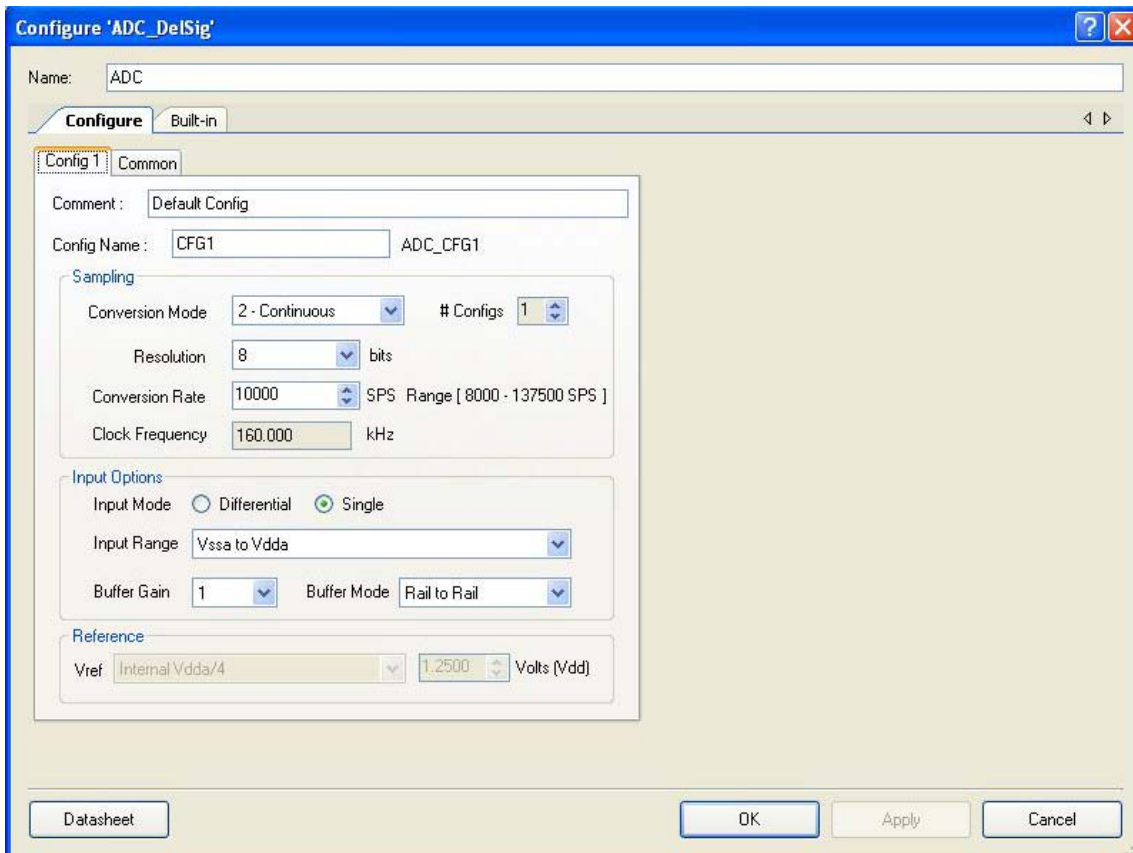 Configure 'ADC_DelSig'
Name: ADC
Configure Built-in
Config 1 Common
Comment : Default Config
Config Name : CFG1 ADC_CFG1
Sampling
Conversion Mode 2 - Continuous # Configs 1
Resolution 8 bits
Conversion Rate 10000 SPS Range [ 8000 - 137500 SPS ]
Clock Frequency 160.000 kHz
Input Options
Input Mode Differential Single
Input Range Vssa to Vdda
Buffer Gain 1 Buffer Mode Rail to Rail
Reference
Vref Internal Vdda/4 1.2500 Volts (Vdd)
Datasheet OK Apply Cancel